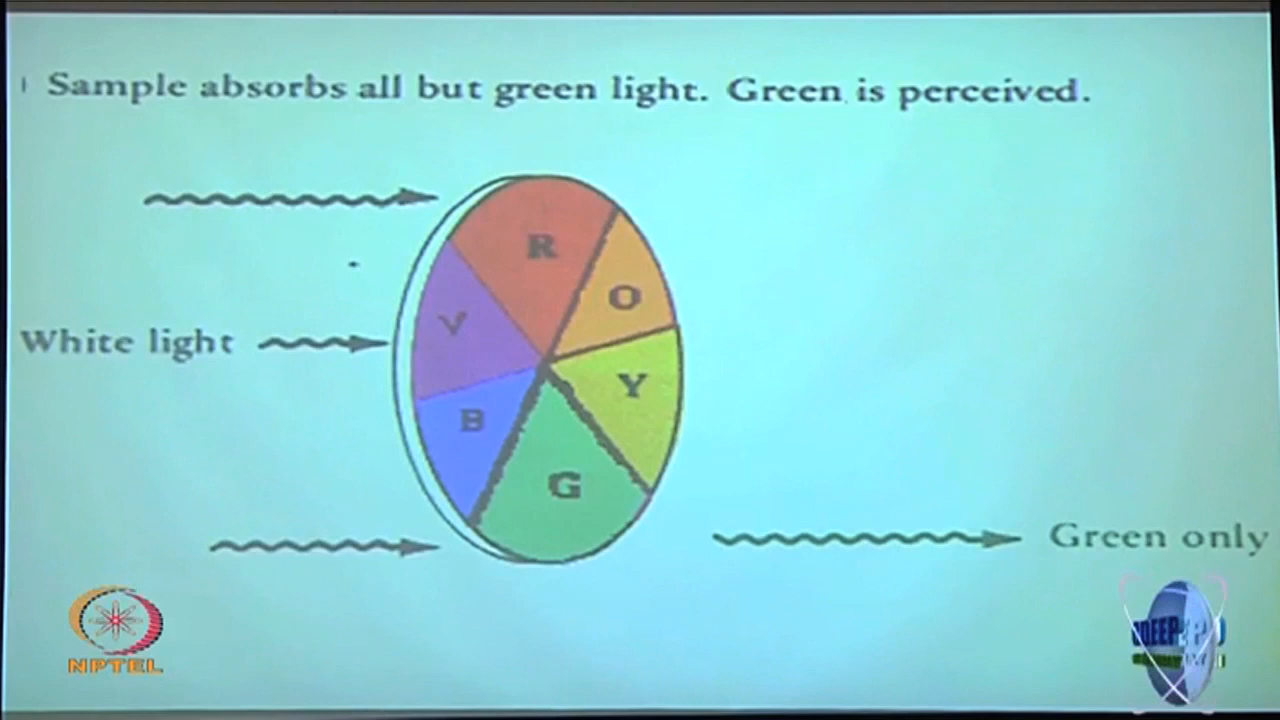 Sample absorbs all but green light. Green is perceived.
R
O
V
White light
Y
B
G
Green only
NPTEL